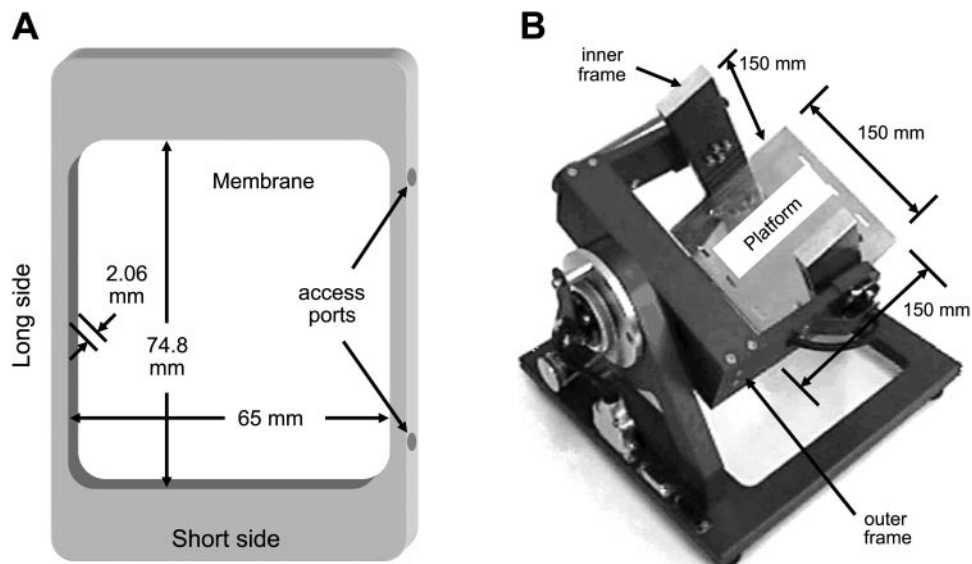 A
Membrane
Long side
2.06
mm
74.8
mm
65 mm
access
ports
Short side
B
inner
frame
150 mm
150 mm
Platform
150 mm
outer
frame